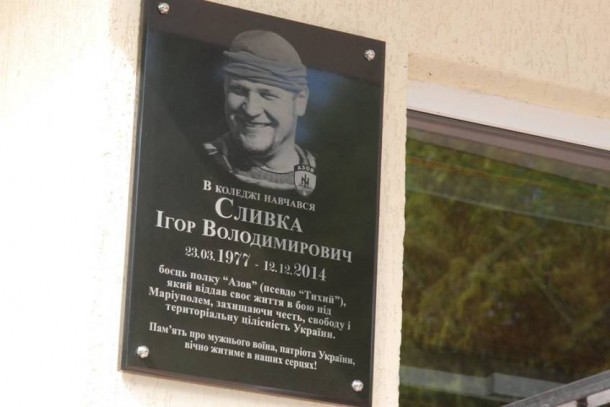 АЗОВ
В КОЛЕДЖІ НАВЧАВСЯ
СЛИВКА
ІГОР ВОЛОДИМИРОВИЧ
23.03.1977 - 12.12.2014
боєць полку "Азов" (псевдо "Тихий"),
який віддав своє життя в бою під
Маріуполем, захищаючи честь, свободу і
територіальну цілісність України.
Пам'ять про мужнього воїна, патріота України,
вічно житиме в наших серцях!